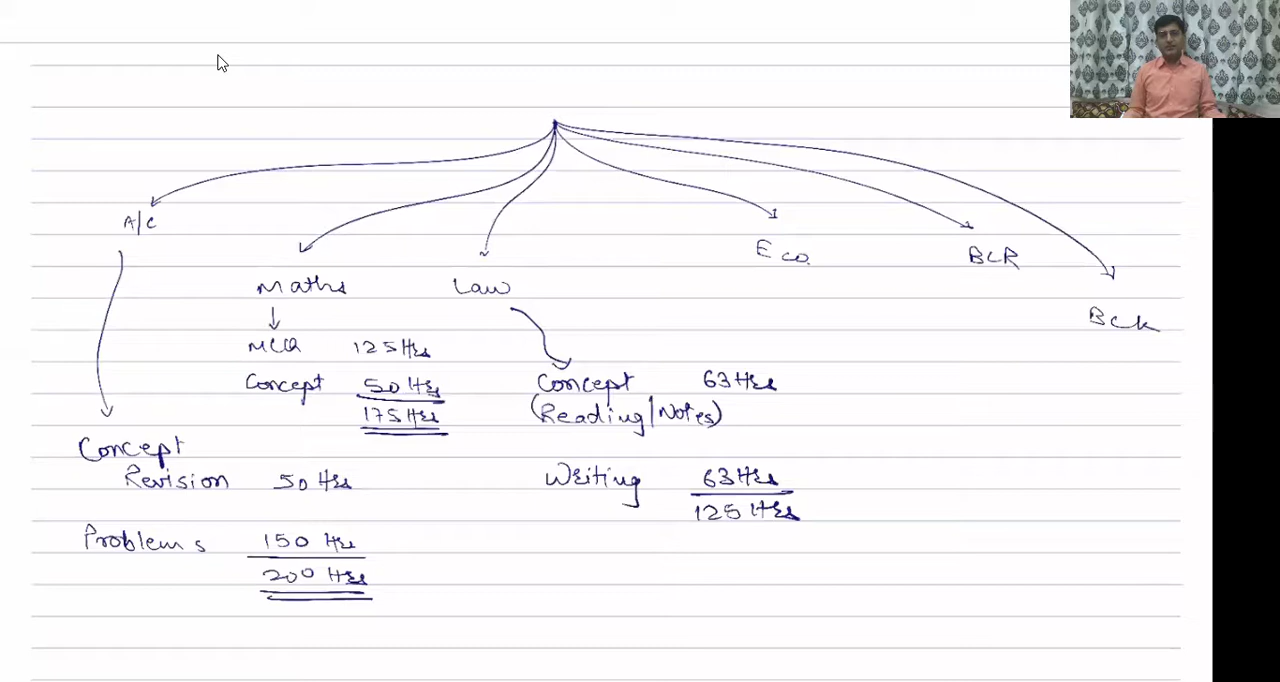 A/C
Eco.
BCR
Maths
Law
BCK
MCQ 125 Hrs
Concept 50 Hrs
175 Hrs
Concept 63 Hrs
(Reading/Notes)
Concept
Revision 50 Hrs
Writing 63 Hrs
125 Hrs
Problems 150 Hrs
200 Hrs